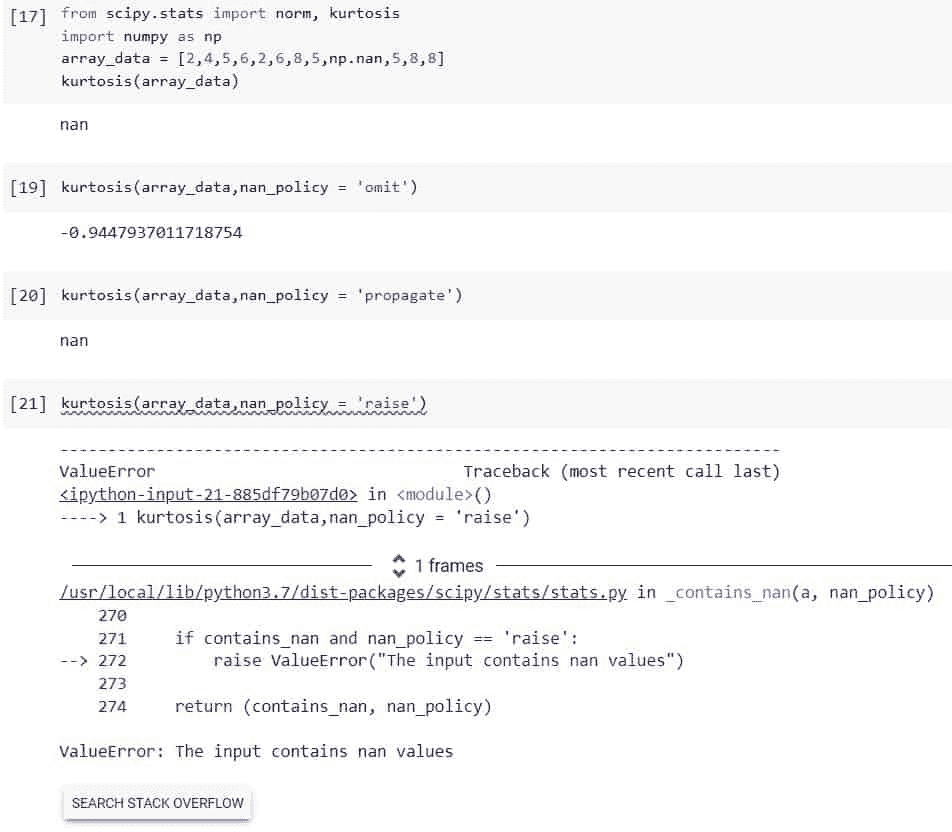 [17] from scipy.stats import norm, kurtosis
import numpy as np
array_data = [2,4,5,6,2,6,8,5,np.nan,5,8,8]
kurtosis(array_data)
nan
[19] kurtosis(array_data,nan_policy = 'omit')
-0.9447937011718754
[20] kurtosis(array_data,nan_policy = 'propagate')
nan
[21] kurtosis(array_data,nan_policy = 'raise')
---------------------------------------------------------------------------
ValueError                                Traceback (most recent call last)
<ipython-input-21-885df79b07d0> in <module>()
----> 1 kurtosis(array_data,nan_policy = 'raise')
1 frames
/usr/local/lib/python3.7/dist-packages/scipy/stats/stats.py in _contains_nan(a, nan_policy)
    270
    271     if contains_nan and nan_policy == 'raise':
--> 272         raise ValueError("The input contains nan values")
    273
    274     return (contains_nan, nan_policy)
ValueError: The input contains nan values
SEARCH STACK OVERFLOW